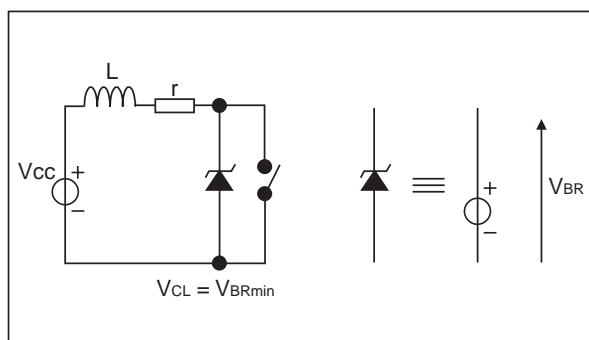 L
r
Vcc
+
−
VCL = VBRmin
+
−
VBR